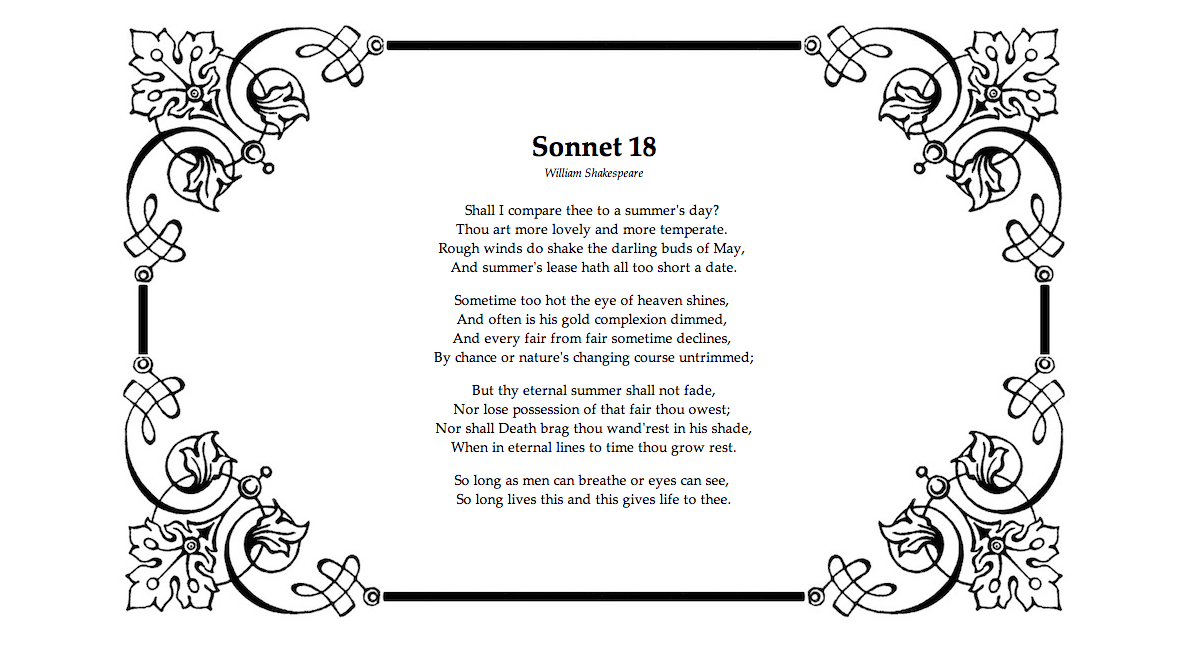 Sonnet 18
William Shakespeare
Shall I compare thee to a summer's day?
Thou art more lovely and more temperate.
Rough winds do shake the darling buds of May,
And summer's lease hath all too short a date.
Sometime too hot the eye of heaven shines,
And often is his gold complexion dimmed,
And every fair from fair sometime declines,
By chance or nature's changing course untrimmed;
But thy eternal summer shall not fade,
Nor lose possession of that fair thou owest;
Nor shall Death brag thou wand'rest in his shade,
When in eternal lines to time thou grow rest.
So long as men can breathe or eyes can see,
So long lives this and this gives life to thee.